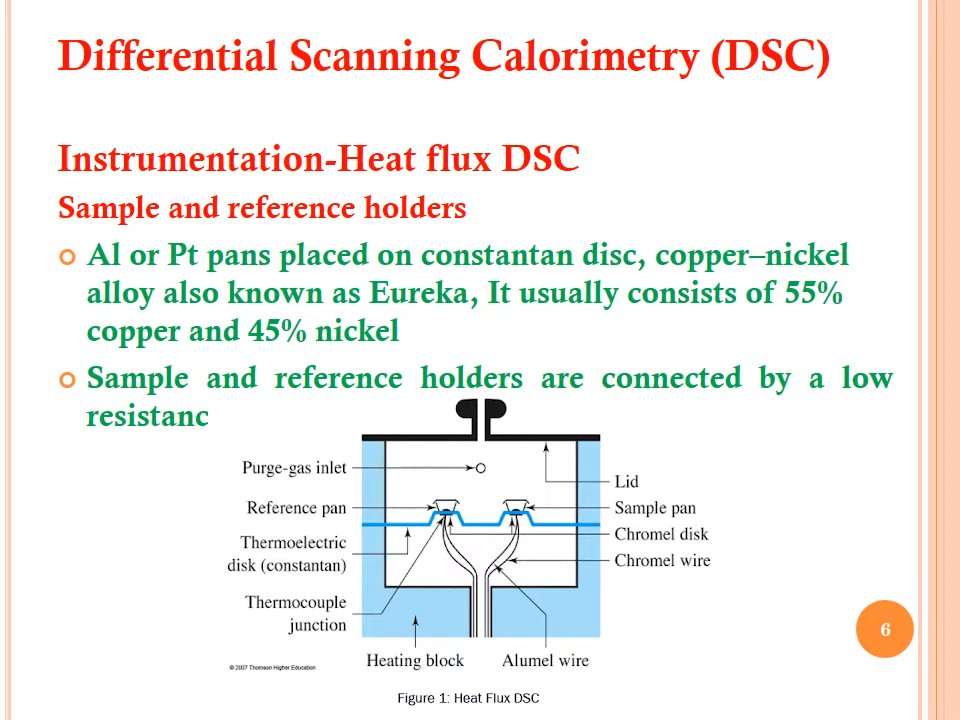 Differential Scanning Calorimetry (DSC)
Instrumentation-Heat flux DSC
Sample and reference holders
Al or Pt pans placed on constantan disc, copper–nickel
alloy also known as Eureka, It usually consists of 55%
copper and 45% nickel
Sample and reference holders are connected by a low
resistanc
Purge-gas inlet
Lid
Reference pan
Sample pan
Chromel disk
Thermoelectric
disk (constantan)
Chromel wire
Thermocouple
junction
Heating block
Alumel wire
6
© 2007 Thomson Higher Education
Figure 1: Heat Flux DSC